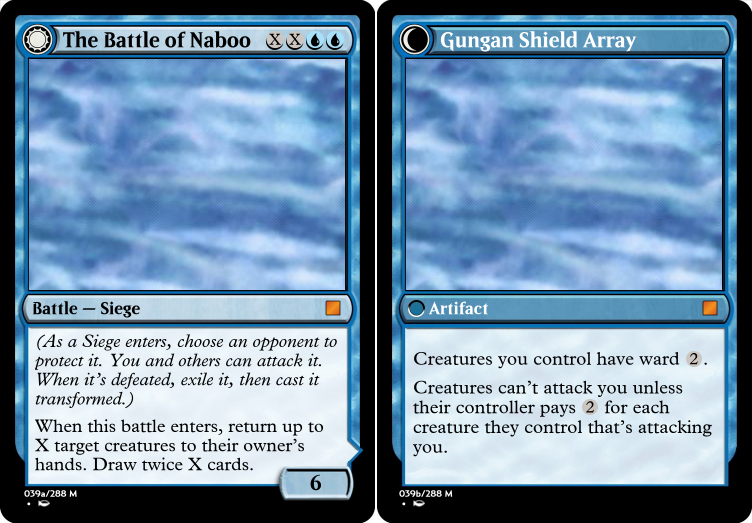 The Battle of Naboo X X
Battle — Siege
(As a Siege enters, choose an opponent to
protect it. You and others can attack it.
When it's defeated, exile it, then cast it
transformed.)
When this battle enters, return up to
X target creatures to their owner's
hands. Draw twice X cards.
6
039a/288 M
Gungan Shield Array
Artifact
Creatures you control have ward 2.
Creatures can't attack you unless
their controller pays 2 for each
creature they control that's attacking
you.
039b/288 M